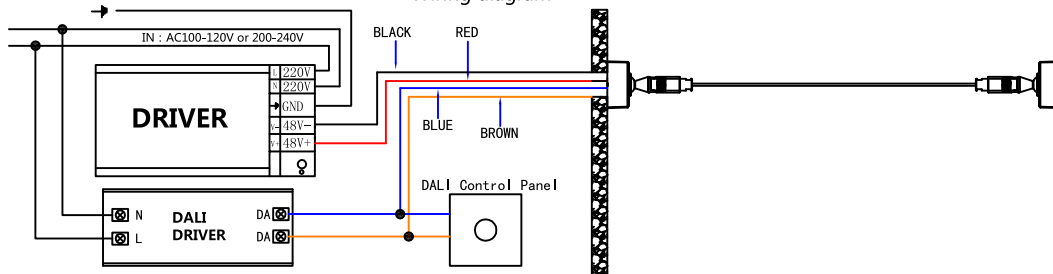 IN : AC100-120V or 200-240V
BLACK
RED
L 220V
N 220V
GND
V- 48V-
V+ 48V+
DRIVER
BLUE
BROWN
DALI Control Panel
N
L
DALI
DRIVER
DA
DA